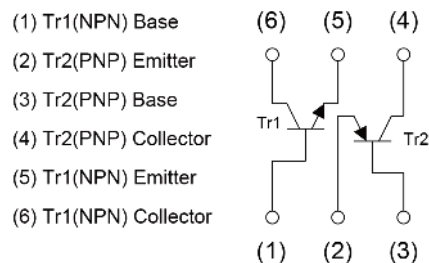 (1) Tr1(NPN) Base
(2) Tr2(PNP) Emitter
(3) Tr2(PNP) Base
(4) Tr2(PNP) Collector
(5) Tr1(NPN) Emitter
(6) Tr1(NPN) Collector
(6) (5) (4)
Tr1 Tr2
(1) (2) (3)